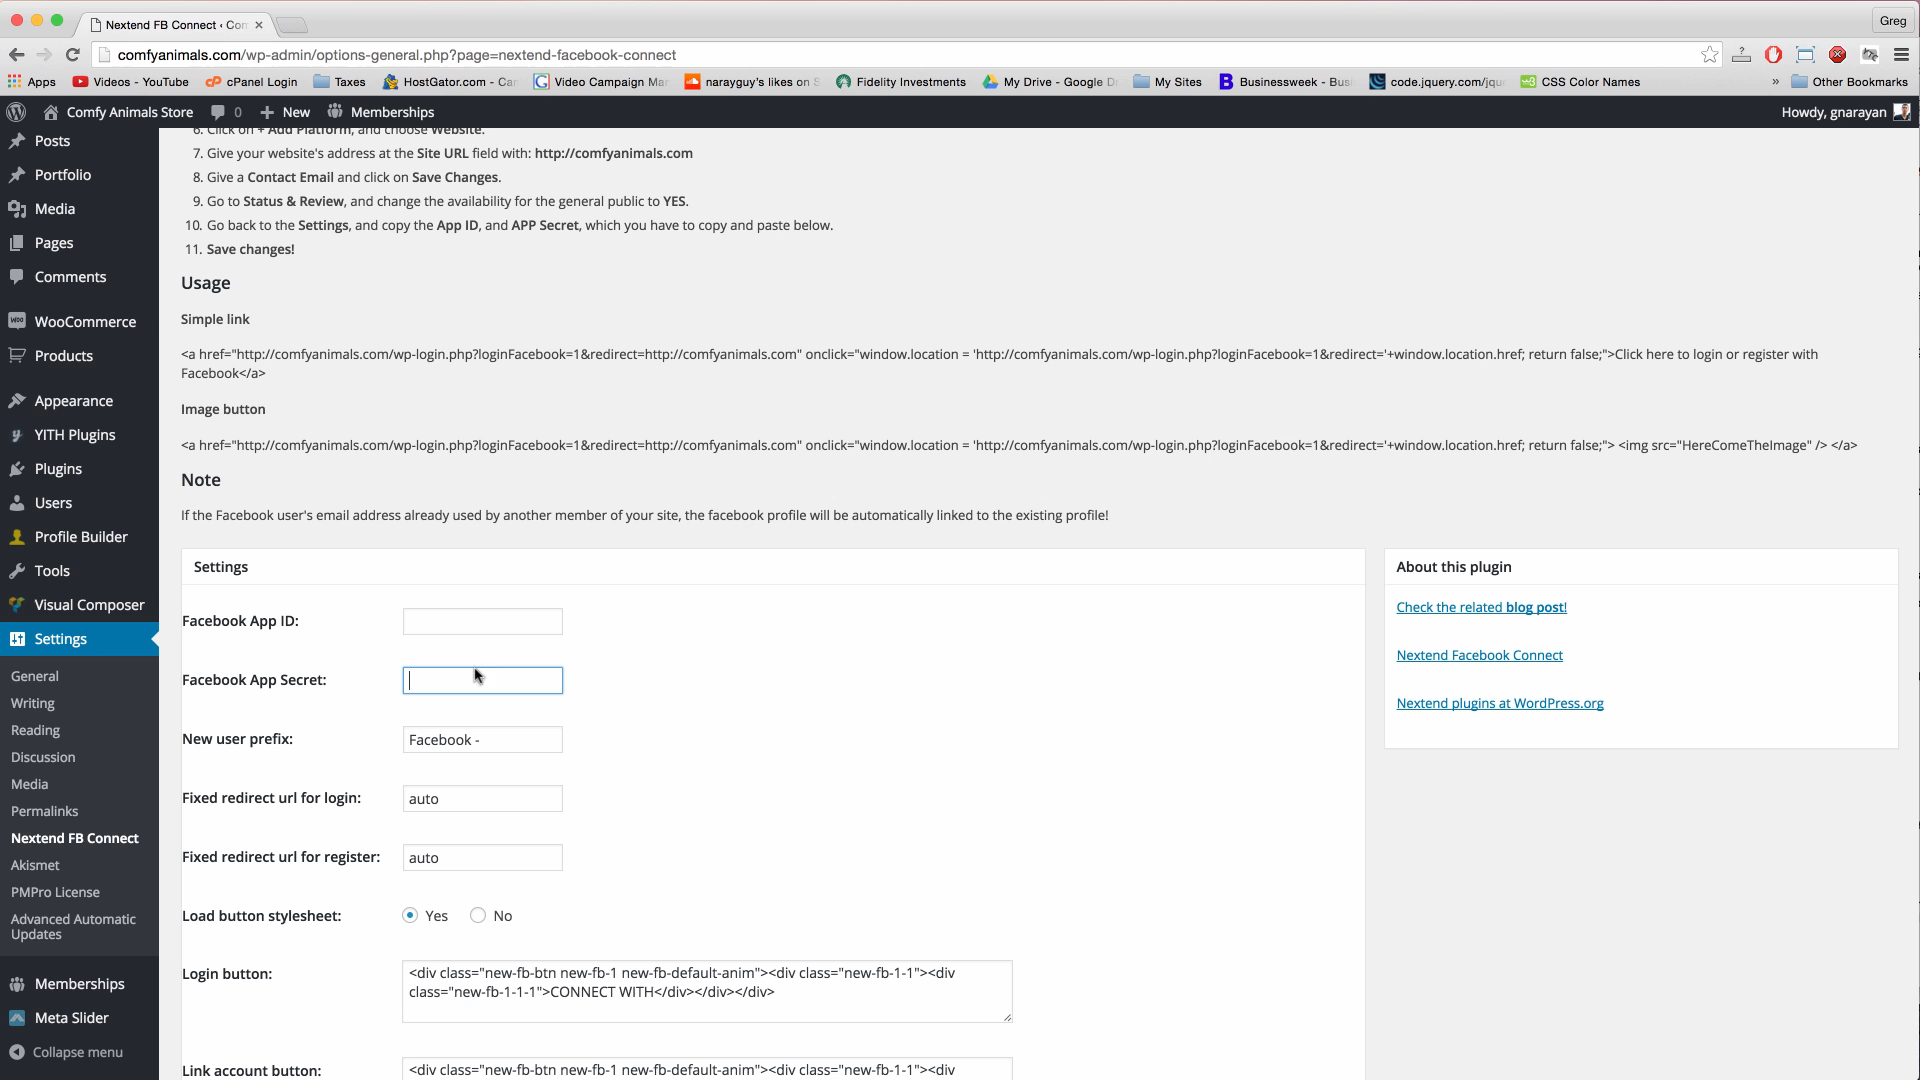 Nextend FB Connect ‹ Con
Greg
comfyanimals.com/wp-admin/options-general.php?page=nextend-facebook-connect
Apps
Videos - YouTube
cPanel Login
Taxes
HostGator.com - Ca
Video Campaign Ma
narayguy's likes on S
Fidelity Investments
My Drive - Google D
My Sites
Businessweek - Bus
code.jquery.com/jqu
CSS Color Names
»
Other Bookmarks
Comfy Animals Store
0
New
Memberships
Howdy, gnarayan
Posts
Portfolio
Media
Pages
Comments
WooCommerce
Products
Appearance
YITH Plugins
Plugins
Users
Profile Builder
Tools
Visual Composer
Settings
General
Writing
Reading
Discussion
Media
Permalinks
Nextend FB Connect
Akismet
PMPro License
Advanced Automatic
Updates
Memberships
Meta Slider
Collapse menu
6. Click on + Add Platform, and choose Website.
7. Give your website's address at the Site URL field with: http://comfyanimals.com
8. Give a Contact Email and click on Save Changes.
9. Go to Status & Review, and change the availability for the general public to YES.
10. Go back to the Settings, and copy the App ID, and APP Secret, which you have to copy and paste below.
11. Save changes!
Usage
Simple link
<a href="http://comfyanimals.com/wp-login.php?loginFacebook=1&redirect=http://comfyanimals.com" onclick="window.location = 'http://comfyanimals.com/wp-login.php?loginFacebook=1&redirect='+window.location.href; return false;">Click here to login or register with
Facebook</a>
Image button
<a href="http://comfyanimals.com/wp-login.php?loginFacebook=1&redirect=http://comfyanimals.com" onclick="window.location = 'http://comfyanimals.com/wp-login.php?loginFacebook=1&redirect='+window.location.href; return false;"> <img src="HereComeTheImage" /> </a>
Note
If the Facebook user's email address already used by another member of your site, the facebook profile will be automatically linked to the existing profile!
Settings
Facebook App ID:
Facebook App Secret:
New user prefix:
Facebook -
Fixed redirect url for login:
auto
Fixed redirect url for register:
auto
Load button stylesheet:
Yes
No
Login button:
<div class="new-fb-btn new-fb-1 new-fb-default-anim"><div class="new-fb-1-1"><div
class="new-fb-1-1-1">CONNECT WITH</div></div></div>
Link account button:
<div class="new-fb-btn new-fb-1 new-fb-default-anim"><div class="new-fb-1-1"><div
About this plugin
Check the related blog post!
Nextend Facebook Connect
Nextend plugins at WordPress.org